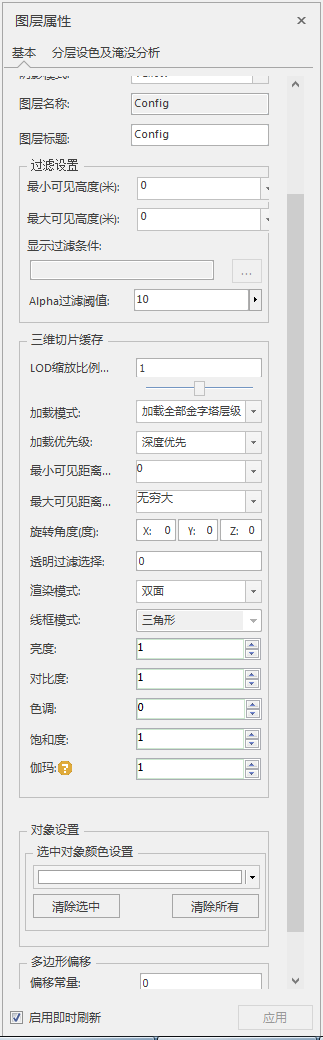 图层属性
基本 分层设色及淹没分析
图层名称: Config
图层标题: Config
过滤设置
最小可见高度(米): 0
最大可见高度(米): 0
显示过滤条件:
...
Alpha过滤阈值: 10
三维切片缓存
LOD缩放比例... 1
加载模式: 加载全部金字塔层级
加载优先级: 深度优先
最小可见距离... 0
最大可见距离... 无穷大
旋转角度(度): X: 0 Y: 0 Z: 0
透明过滤选择: 0
渲染模式: 双面
线框模式: 三角形
亮度: 1
对比度: 1
色调: 0
饱和度: 1
伽玛: ? 1
对象设置
选中对象颜色设置
清除选中 清除所有
多边形偏移
偏移常量: 0
启用即时刷新 应用